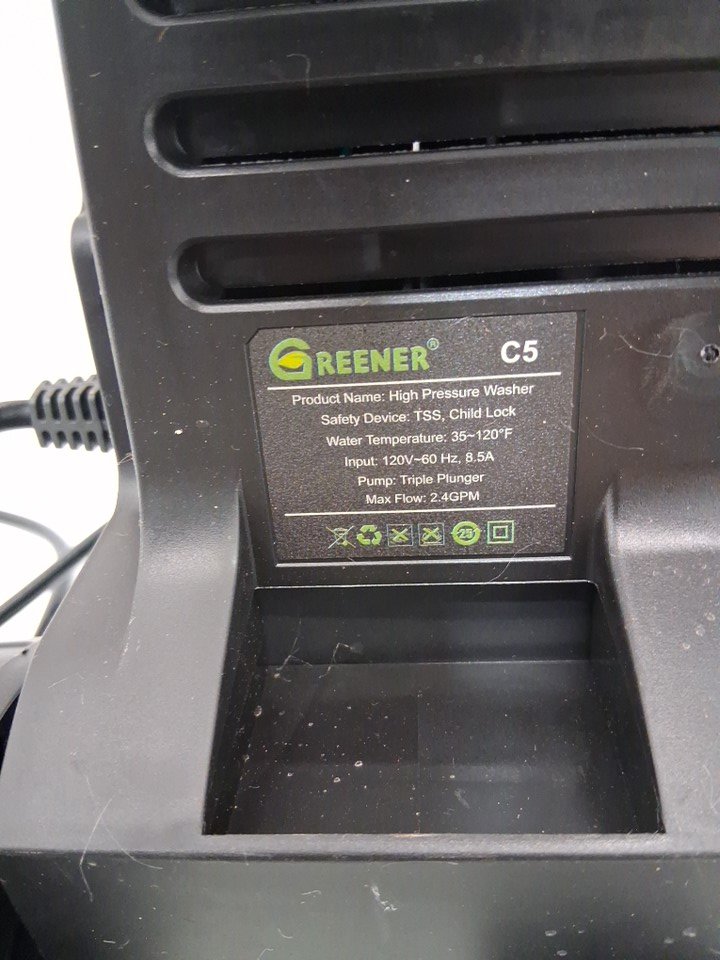 GREENER® C5
Product Name: High Pressure Washer
Safety Device: TSS, Child Lock
Water Temperature: 35~120°F
Input: 120V~60 Hz, 8.5A
Pump: Triple Plunger
Max Flow: 2.4GPM
25